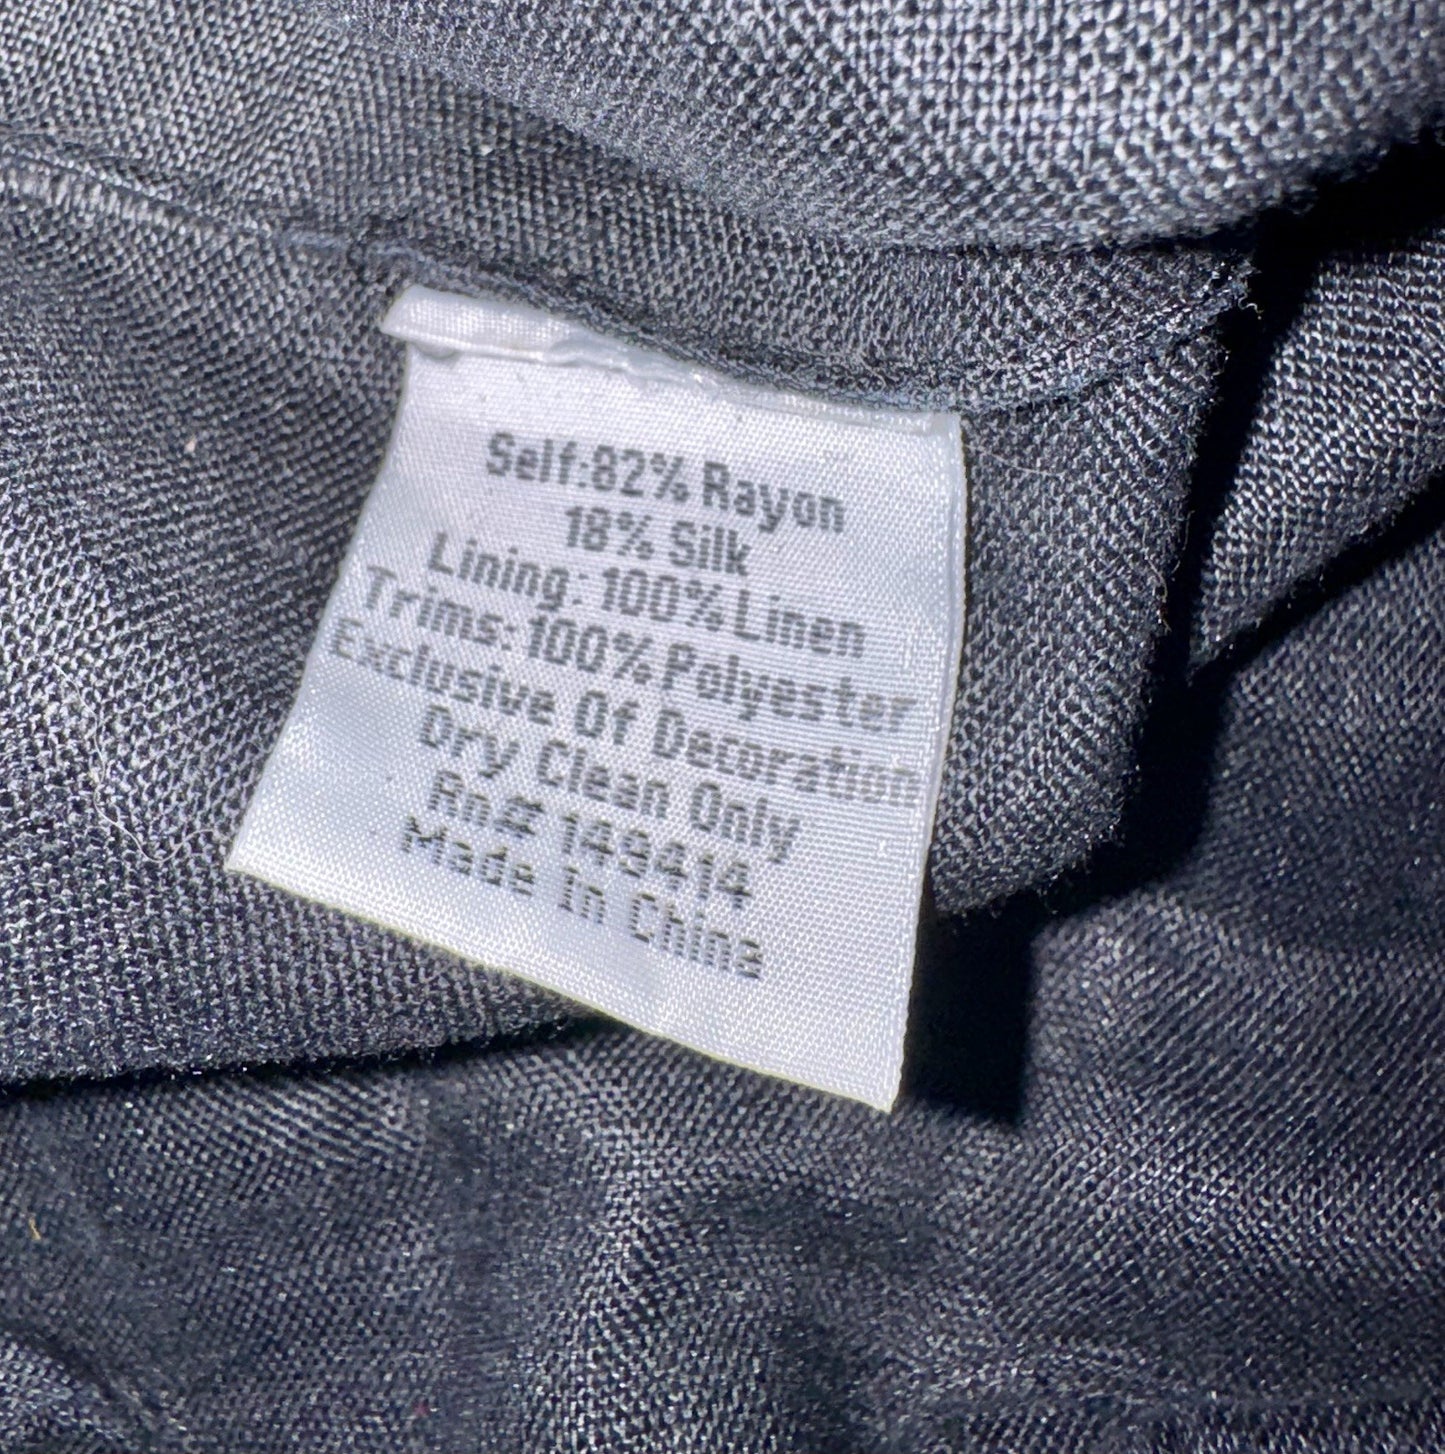 Self:82% Rayon
18% Silk
Lining: 100% Linen
Trims: 100% Polyester
Exclusive Of Decoration
Dry Clean Only
Rn# 149414
Made In China